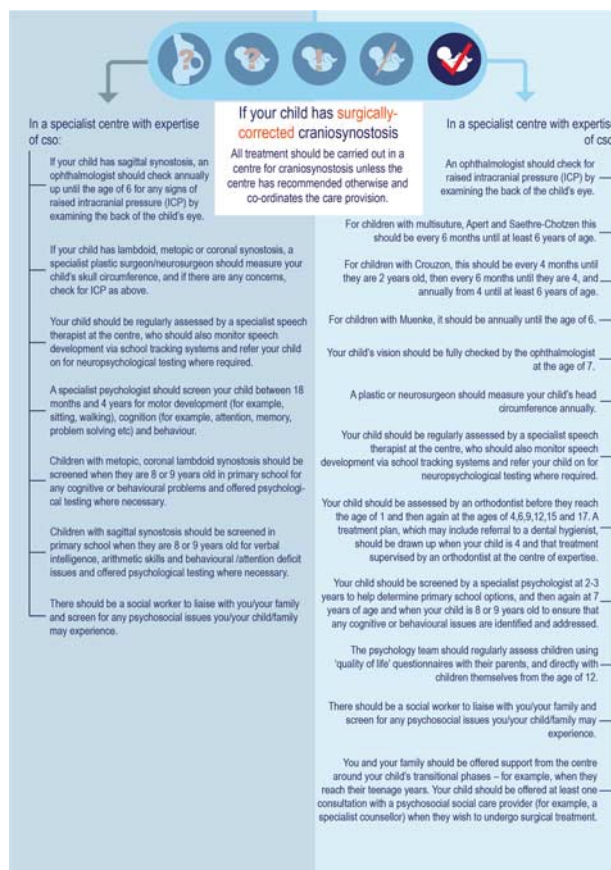 If your child has surgically-
corrected craniosynostosis
All treatment should be carried out in a
centre for craniosynostosis unless the
centre has recommended otherwise and
co-ordinates the care provision.
In a specialist centre with expertise
of cso:
If your child has sagittal synostosis, an
ophthalmologist should check annually
up until the age of 6 for any signs of
raised intracranial pressure (ICP) by
examining the back of the child's eye.
If your child has lambdoid, metopic or coronal synostosis, a
specialist plastic surgeon/neurosurgeon should measure your
child's skull circumference, and if there are any concerns,
check for ICP as above.
Your child should be regularly assessed by a specialist speech
therapist at the centre, who should also monitor speech
development via school tracking systems and refer your child
on for neuropsychological testing where required.
A specialist psychologist should screen your child between 18
months and 4 years for motor development (for example,
sitting, walking), cognition (for example, attention, memory,
problem solving etc) and behaviour.
Children with metopic, coronal lambdoid synostosis should be
screened when they are 8 or 9 years old in primary school for
any cognitive or behavioural problems and offered psychologi-
cal testing where necessary.
Children with sagittal synostosis should be screened in
primary school when they are 8 or 9 years old for verbal
intelligence, arithmetic skills and behavioural /attention deficit
issues and offered psychological testing where necessary.
There should be a social worker to liaise with you/your family
and screen for any psychosocial issues you/your child/family
may experience.
In a specialist centre with expertise
of cso
An ophthalmologist should check for
raised intracranial pressure (ICP) by
examining the back of the child's eye.
For children with multisuture, Apert and Saethre-Chotzen this
should be every 6 months until at least 6 years of age.
For children with Crouzon, this should be every 4 months until
they are 2 years old, then every 6 months until they are 4, and
annually from 4 until at least 6 years of age.
For children with Muenke, it should be annually until the age of 6.
Your child's vision should be fully checked by the ophthalmologist
at the age of 7.
A plastic or neurosurgeon should measure your child's head
circumference annually.
Your child should be regularly assessed by a specialist speech
therapist at the centre, who should also monitor speech
development via school tracking systems and refer your child on for
neuropsychological testing where required.
Your child should be assessed by an orthodontist before they reach
the age of 1 and then again at the ages of 4,6,9,12,15 and 17. A
treatment plan, which may include referral to a dental hygienist,
should be drawn up when your child is 4 and that treatment
supervised by an orthodontist at the centre of expertise.
Your child should be screened by a specialist psychologist at 2-3
years to help determine primary school options, and then again at 7
years of age and when your child is 8 or 9 years old to ensure that
any cognitive or behavioural issues are identified and addressed.
The psychology team should regularly assess children using
'quality of life' questionnaires with their parents, and directly with
children themselves from the age of 12.
There should be a social worker to liaise with you/your family and
screen for any psychosocial issues you/your child/family may
experience.
You and your family should be offered support from the centre
around your child's transitional phases – for example, when they
reach their teenage years. Your child should be offered at least one
consultation with a psychosocial social care provider (for example, a
specialist counsellor) when they wish to undergo surgical treatment.